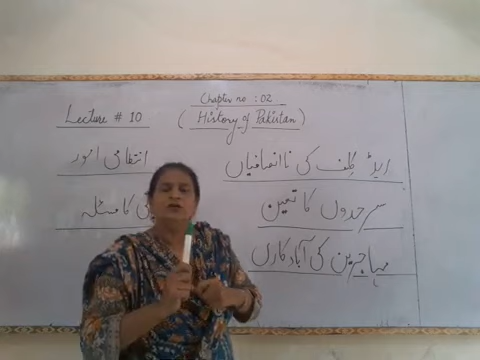 Chapter no : 02
Lecture # 10
( History of Pakistan )
ریڈ کلف کی ناانصافیاں
سرحدوں کا تعین
مہاجرین کی آبادکاری
انتظامی امور
کا مسئلہ